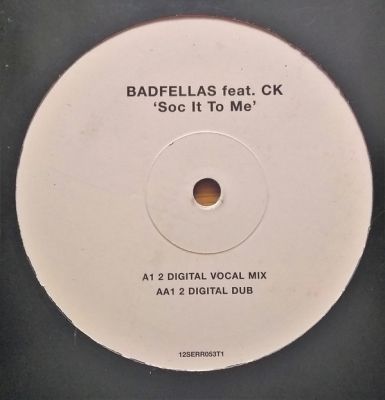 BADFELLAS feat. CK
'Soc It To Me'
A1 2 DIGITAL VOCAL MIX
AA1 2 DIGITAL DUB
12SERR053T1